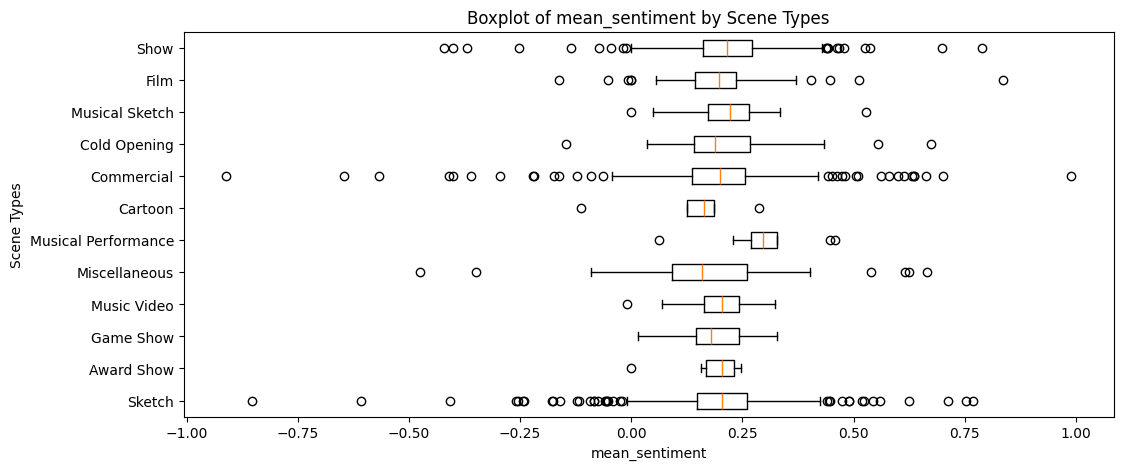 Boxplot of mean_sentiment by Scene Types
Scene Types
Show
Film
Musical Sketch
Cold Opening
Commercial
Cartoon
Musical Performance
Miscellaneous
Music Video
Game Show
Award Show
Sketch
−1.00 −0.75 −0.50 −0.25 0.00 0.25 0.50 0.75 1.00
mean_sentiment